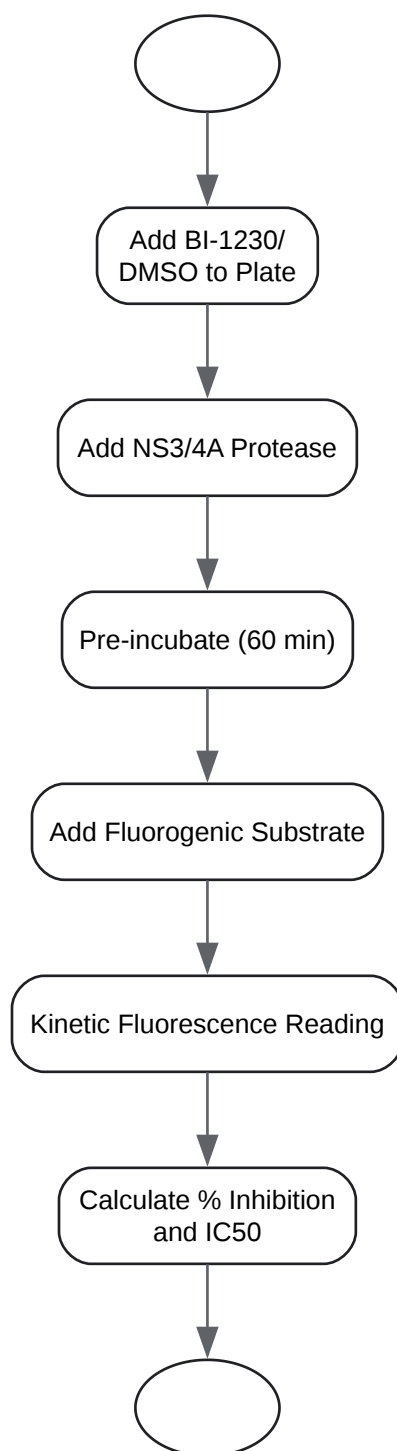 Add BI-1230/
DMSO to Plate
Add NS3/4A Protease
Pre-incubate (60 min)
Add Fluorogenic Substrate
Kinetic Fluorescence Reading
Calculate % Inhibition
and IC50